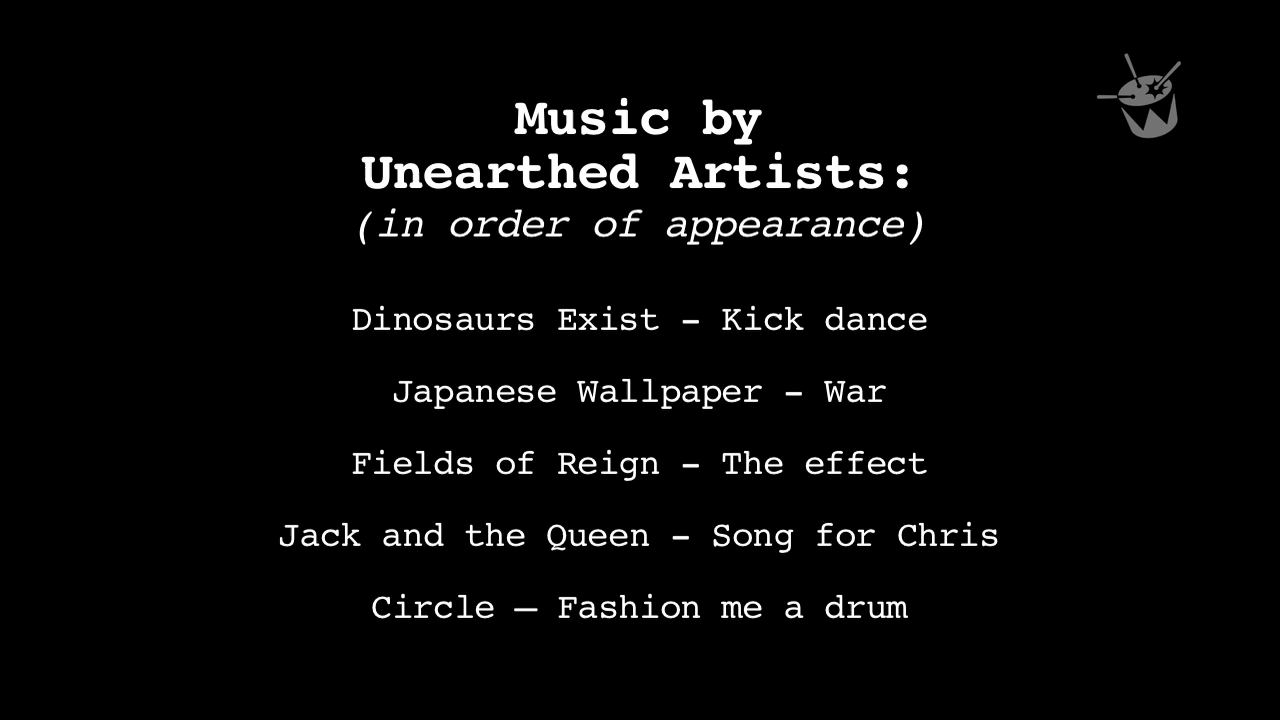 Music by
Unearthed Artists:
(in order of appearance)
Dinosaurs Exist - Kick dance
Japanese Wallpaper - War
Fields of Reign - The effect
Jack and the Queen - Song for Chris
Circle – Fashion me a drum